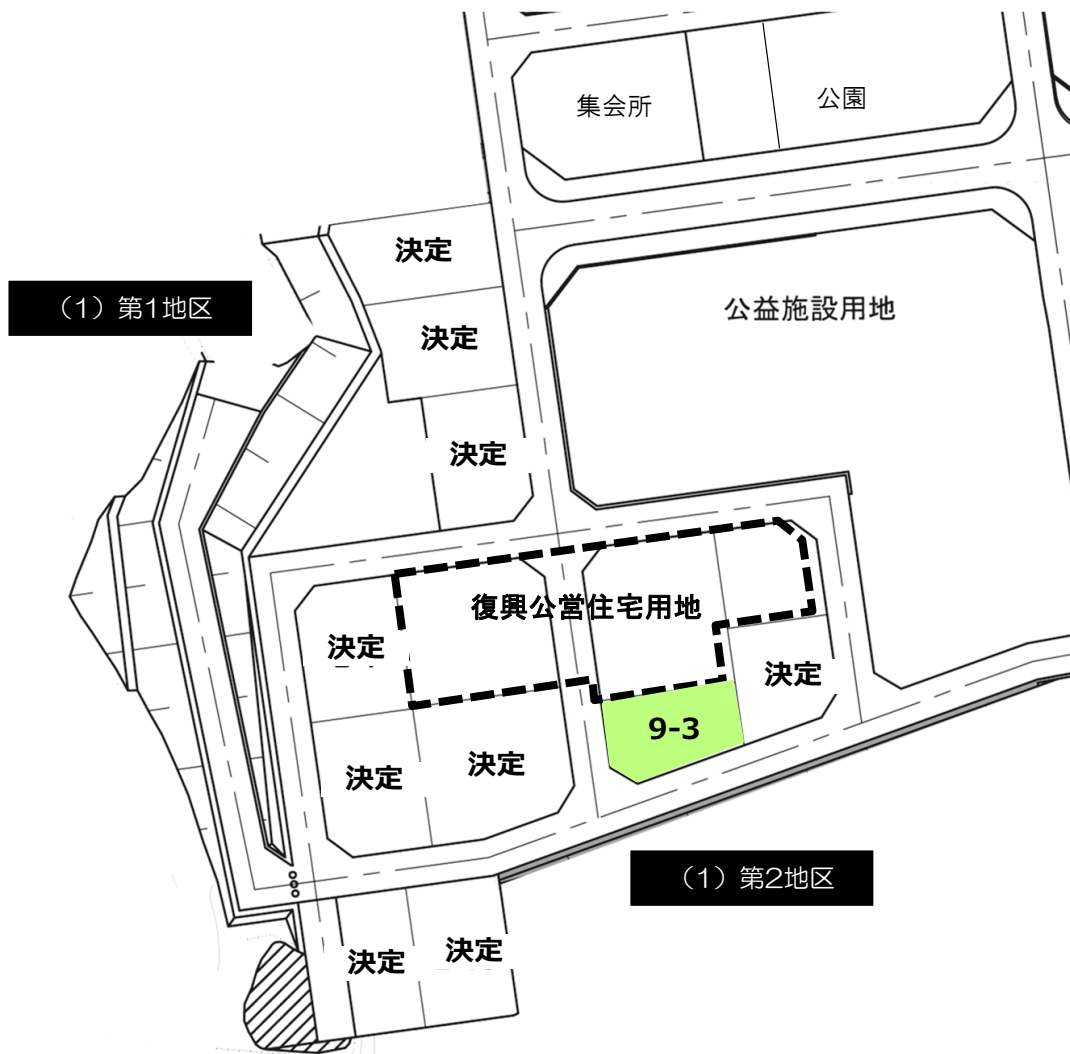 集会所
公園
決定
（1）第1地区
公益施設用地
決定
決定
復興公営住宅用地
決定
決定
9-3
決定
決定
（1）第2地区
決定
決定